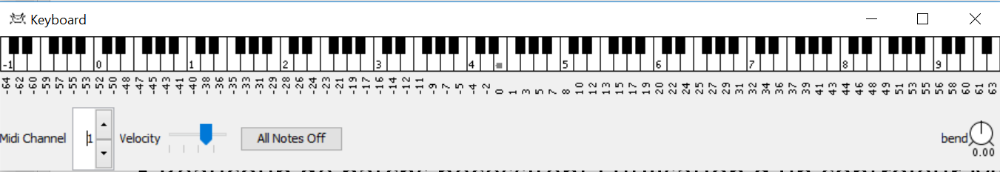 Keyboard
-1 0 1 2 3 4 5 6 7 8 9
-64 -62 -60 -59 -57 -55 -53 -52 -50 -48 -47 -45 -43 -41 -40 -38 -36 -35 -33 -31 -29 -28 -26 -24 -23 -21 -19 -17 -16 -14 -12 -11 -9 -7 -5 -4 -2 0 1 3 5 7 8 10 12 13 15 17 19 20 22 24 25 27 29 31 32 34 36 37 39 41 43 44 46 48 49 51 53 55 56 58 60 61 63
Midi Channel 1 Velocity All Notes Off bend
0.00